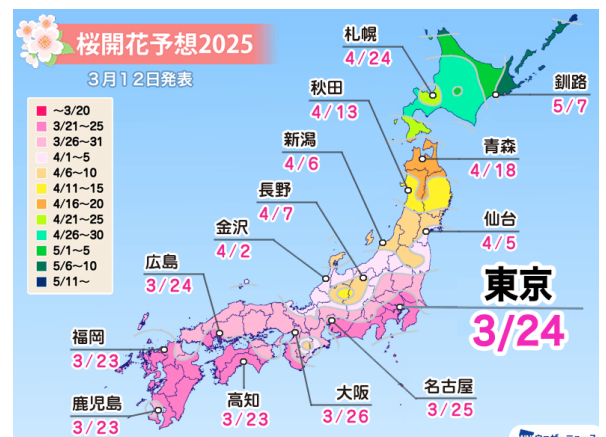 桜開花予想2025
3月12日発表
～3/20
3/21～25
3/26～31
4/1～5
4/6～10
4/11～15
4/16～20
4/21～25
4/26～30
5/1～5
5/6～10
5/11～
札幌
4/24
釧路
5/7
秋田
4/13
青森
4/18
新潟
4/6
仙台
4/5
長野
4/7
金沢
4/2
広島
3/24
東京
3/24
福岡
3/23
鹿児島
3/23
高知
3/23
大阪
3/26
名古屋
3/25